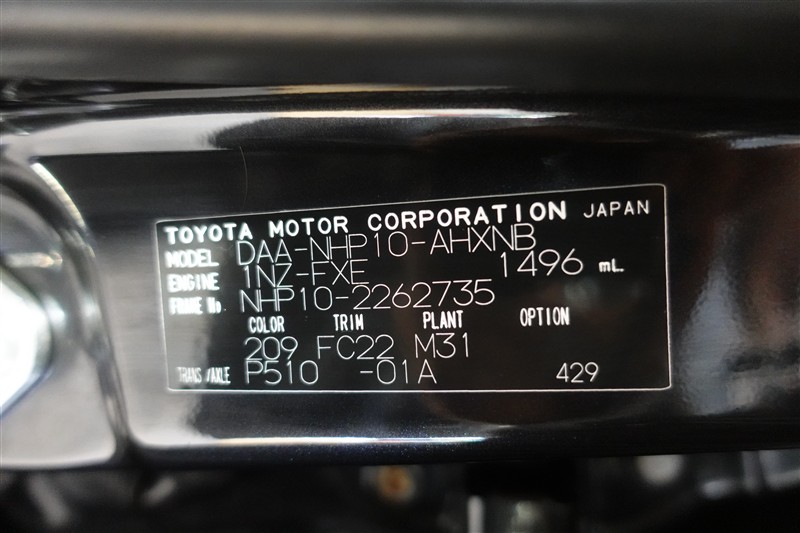 TOYOTA MOTOR CORPORATION JAPAN
MODEL DAA-NHP10-AHXNB
ENGINE 1NZ-FXE 1496 mL
FRAME No. NHP10-2262735
COLOR TRIM PLANT OPTION
209 FC22 M31
TRANS/AXLE P510 -01A 429